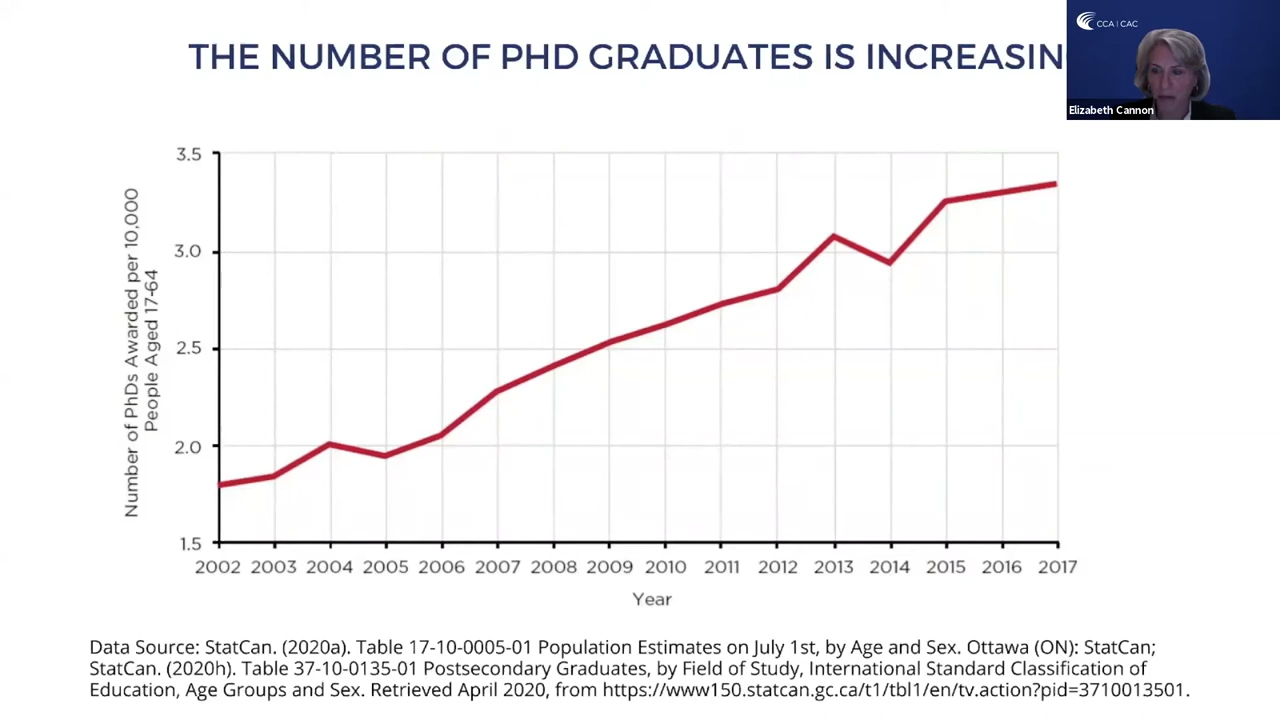 THE NUMBER OF PHD GRADUATES IS INCREASIN
CCA | CAC
Elizabeth Cannon
Number of PhDs Awarded per 10,000
People Aged 17-64
3.5
3.0
2.5
2.0
1.5
2002 2003 2004 2005 2006 2007 2008 2009 2010 2011 2012 2013 2014 2015 2016 2017
Year
Data Source: StatCan. (2020a). Table 17-10-0005-01 Population Estimates on July 1st, by Age and Sex. Ottawa (ON): StatCan;
StatCan. (2020h). Table 37-10-0135-01 Postsecondary Graduates, by Field of Study, International Standard Classification of
Education, Age Groups and Sex. Retrieved April 2020, from https://www150.statcan.gc.ca/t1/tbl1/en/tv.action?pid=3710013501.